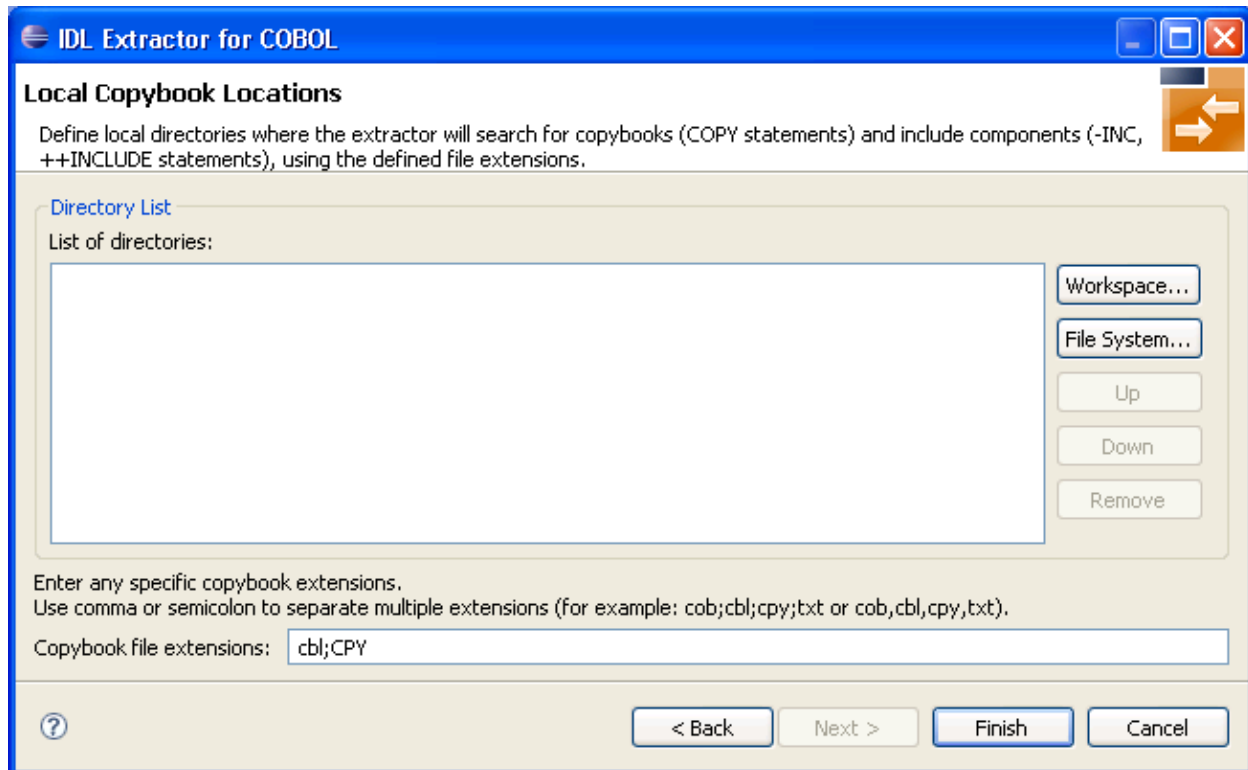 IDL Extractor for COBOL
Local Copybook Locations
Define local directories where the extractor will search for copybooks (COPY statements) and include components (-INC,
++INCLUDE statements), using the defined file extensions.
Directory List
List of directories:
Workspace...
File System...
Up
Down
Remove
Enter any specific copybook extensions.
Use comma or semicolon to separate multiple extensions (for example: cob;cbl;cpy;txt or cob,cbl,cpy,txt).
Copybook file extensions: cbl;CPY
? < Back Next > Finish Cancel